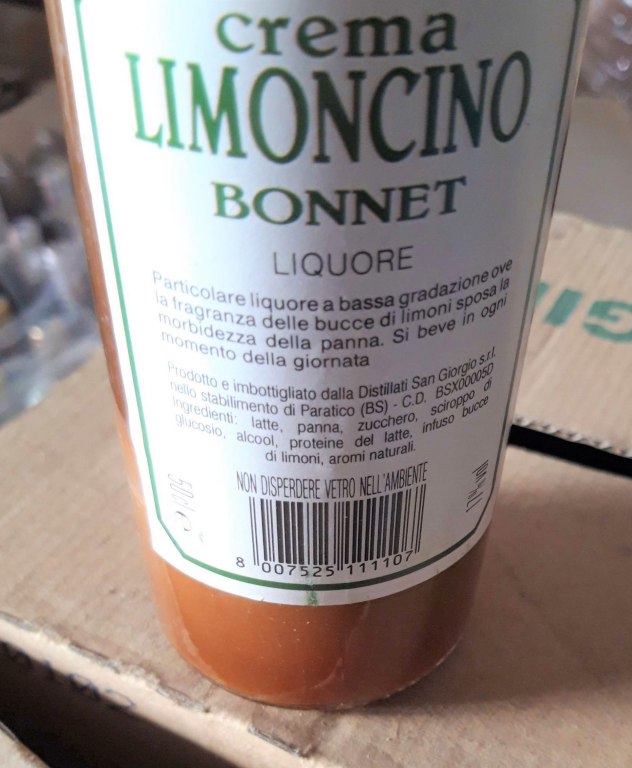 crema
LIMONCINO
BONNET
LIQUORE
Particolare liquore a bassa gradazione ove
la fragranza delle bucce di limoni sposa la
morbidezza della panna. Si beve in ogni
momento della giornata
Prodotto e imbottigliato dalla Distillati San Giorgio s.r.l.
nello stabilimento di Paratico (BS) - C.D. BSX00005D
Ingredienti: latte, panna, zucchero, sciroppo di
glucosio, alcool, proteine del latte, infuso bucce
di limoni, aromi naturali.
NON DISPERDERE VETRO NELL'AMBIENTE
17% vol
8 007525 111107